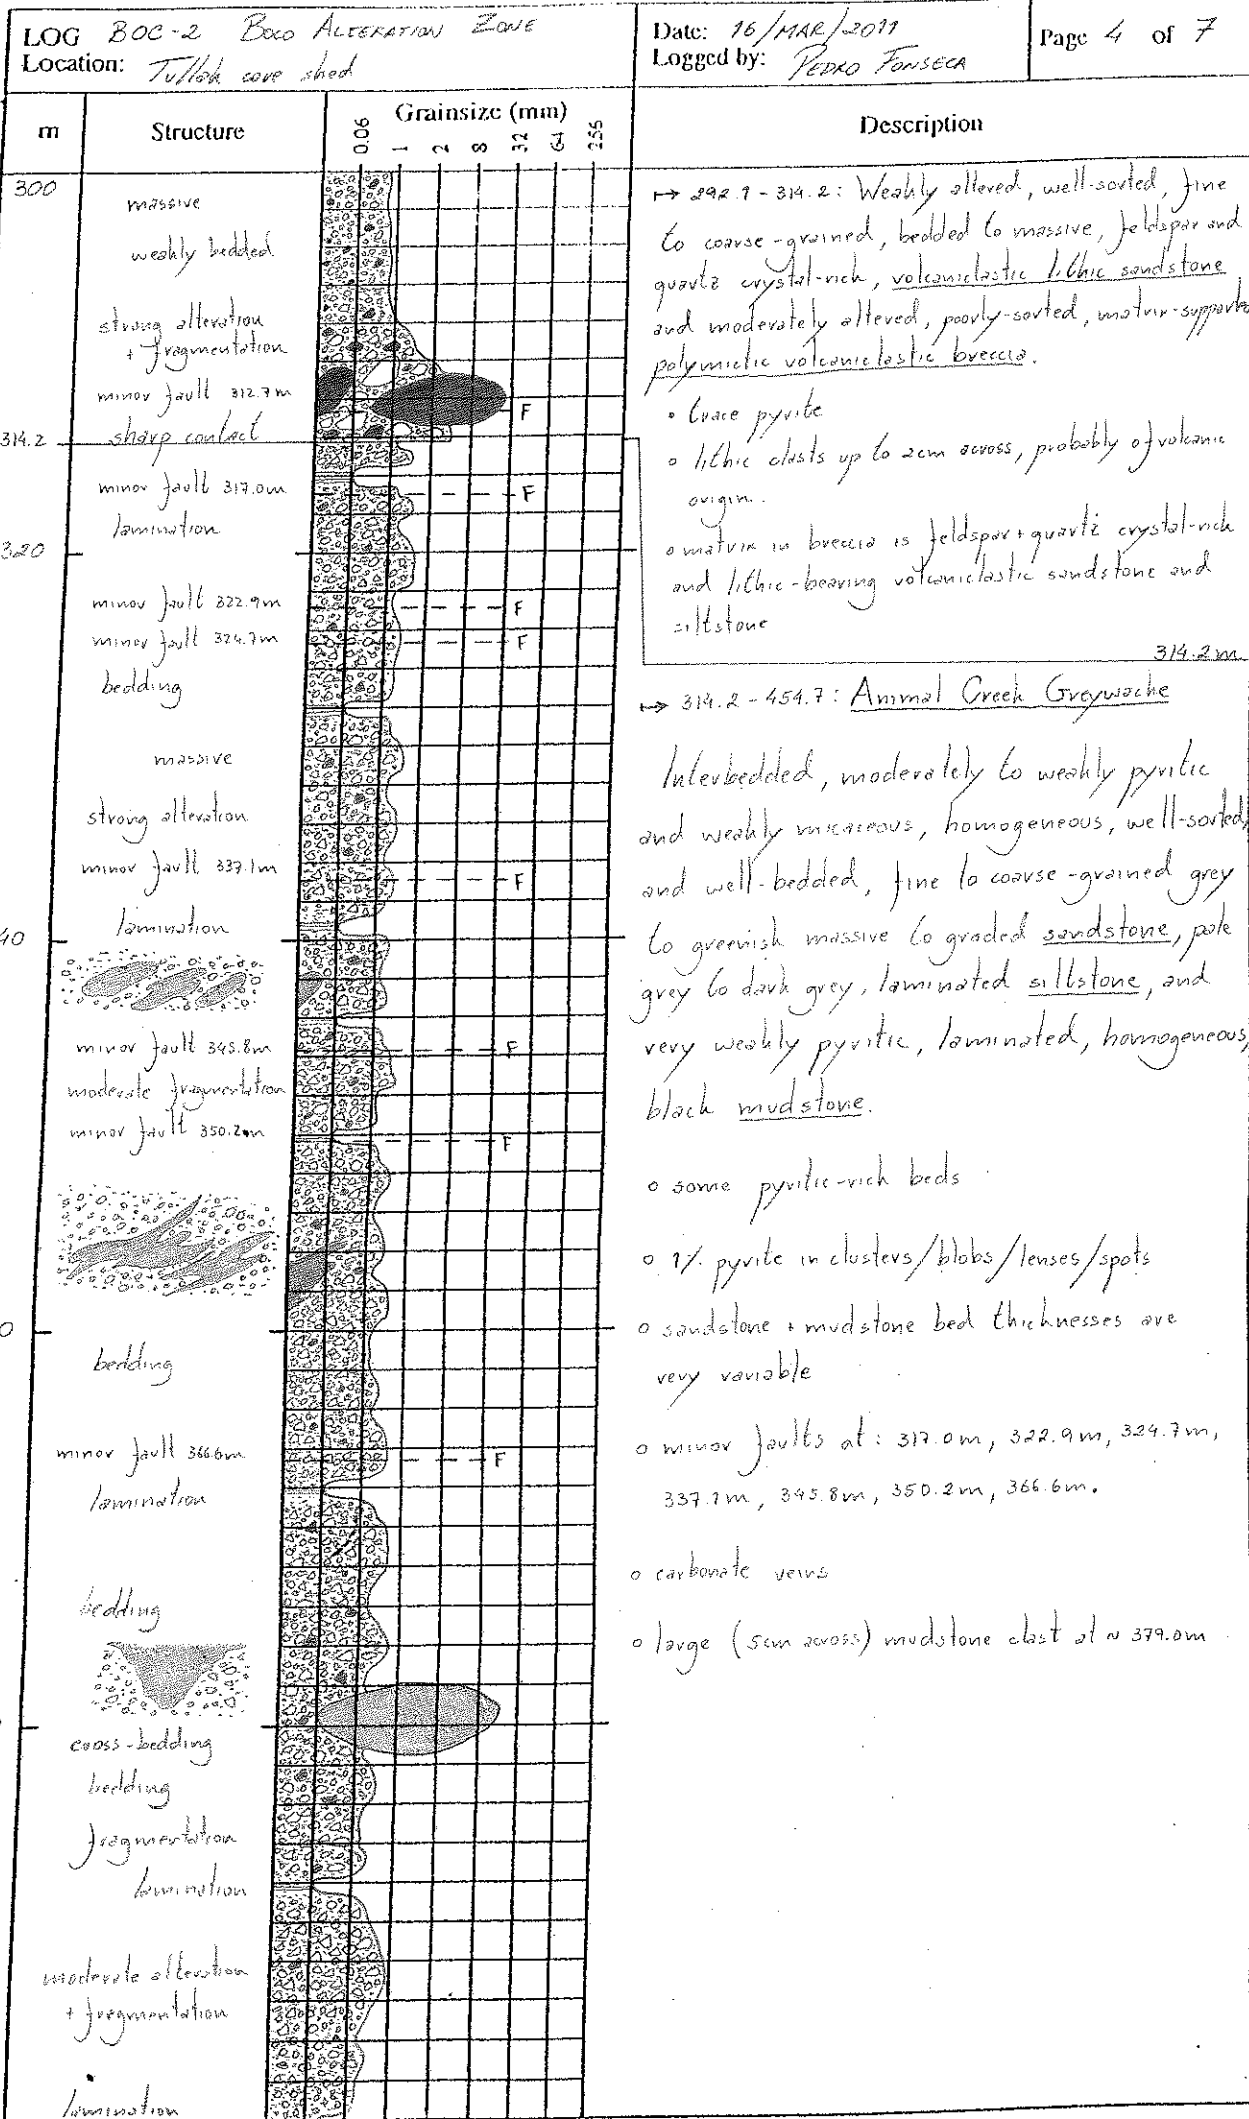 LOG BOC-2 BOCO ALTERATION ZONE
Location: Tullah core shed
Date: 16/MAR/2011
Logged by: PEDRO FONSECA
Page 4 of 7
m
Structure
Grainsize (mm)
0.06 1 2 8 32 64 256
Description
300
massive
weakly bedded
strong alteration
+ fragmentation
minor fault 312.7m
F
314.2
sharp contact
minor fault 317.0m
F
lamination
320
minor fault 322.9m
F
minor fault 324.7m
F
bedding
massive
strong alteration
minor fault 337.1m
F
lamination
40
minor fault 345.8m
F
moderate fragmentation
minor fault 350.2m
F
0
bedding
minor fault 366.6m
F
lamination
bedding
cross-bedding
bedding
fragmentation
lamination
moderate alteration
+ fragmentation
lamination
↦ 292.1 - 314.2: Weakly altered, well-sorted, fine
to coarse-grained, bedded to massive, feldspar and
quartz crystal-rich, volcaniclastic lithic sandstone
and moderately altered, poorly-sorted, matrix-supporte
polymictic volcaniclastic breccia.
• trace pyrite
o lithic clasts up to 2cm across, probably of volcanic
origin.
o matrix in breccia is feldspar+quartz crystal-rich
and lithic-bearing volcaniclastic sandstone and
siltstone
314.2m
↦ 314.2 - 454.7: Animal Creek Greywacke
Interbedded, moderately to weakly pyritic
and weakly micaceous, homogeneous, well-sorted,
and well-bedded, fine to coarse-grained grey
to greenish massive to graded sandstone, pale
grey to dark grey, laminated siltstone, and
very weakly pyritic, laminated, homogeneous,
black mudstone.
o some pyritic-rich beds
o 1% pyrite in clusters/blobs/lenses/spots
o sandstone + mudstone bed thicknesses are
very variable
o minor faults at: 317.0m, 322.9m, 324.7m,
337.1m, 345.8m, 350.2m, 366.6m.
o carbonate veins
o large (5cm across) mudstone clast at ~ 379.0m